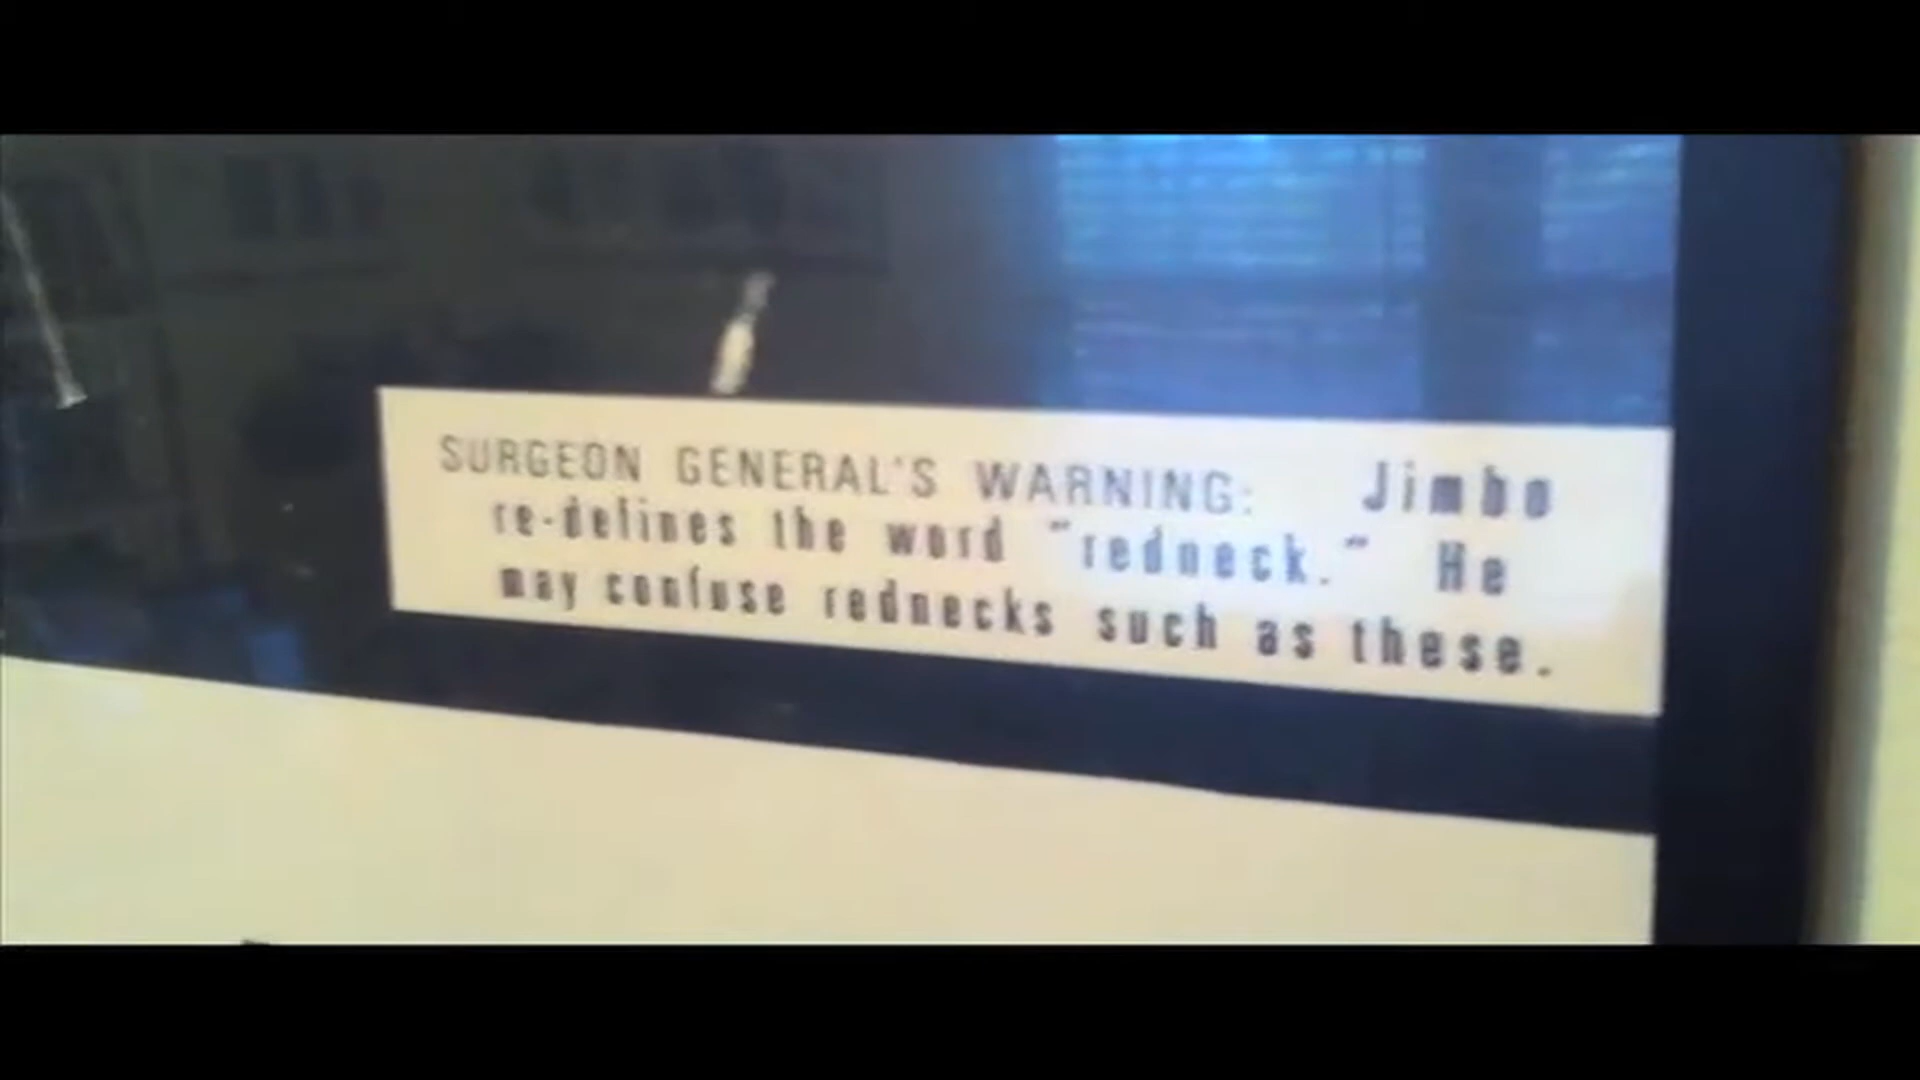 SURGEON GENERAL'S WARNING: Jimbo
re-defines the word "redneck." He
may confuse rednecks such as these.